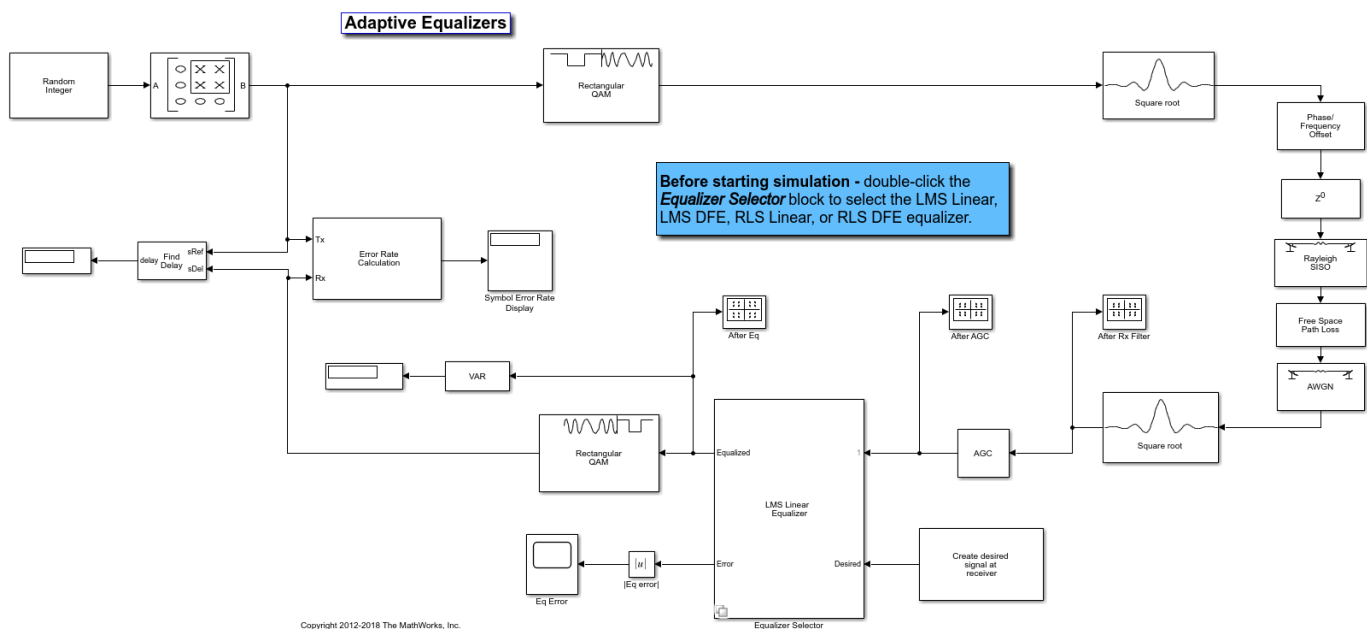 Adaptive Equalizers
Random
Integer
A
B
Rectangular
QAM
Square root
Phase/
Frequency
Offset
Z0
Rayleigh
SISO
Free Space
Path Loss
AWGN
Before starting simulation - double-click the
Equalizer Selector block to select the LMS Linear,
LMS DFE, RLS Linear, or RLS DFE equalizer.
delay
Find
Delay
sRef
sDel
Tx
Rx
Error Rate
Calculation
Symbol Error Rate
Display
After Eq
After AGC
After Rx Filter
VAR
Rectangular
QAM
Equalized
1
LMS Linear
Equalizer
Error
Desired
AGC
Square root
Create desired
signal at
receiver
Eq Error
|u|
|Eq error|
Equalizer Selector
Copyright 2012-2018 The MathWorks, Inc.